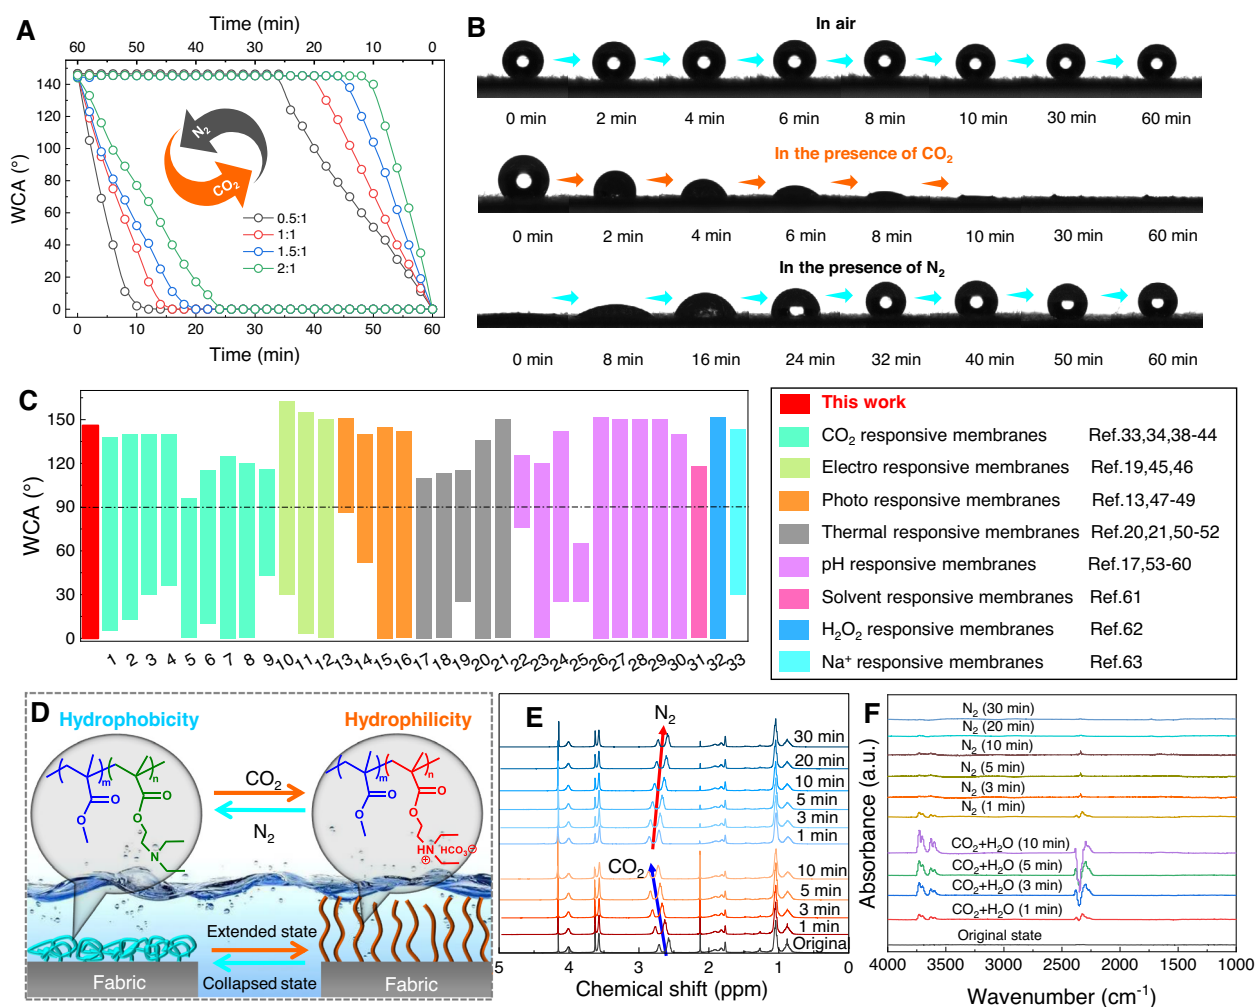 A
Time (min)
60 50 40 30 20 10 0
WCA (°)
140
120
100
80
60
40
20
0
N2
CO2
0.5:1
1:1
1.5:1
2:1
0 10 20 30 40 50 60
Time (min)
B
In air
0 min 2 min 4 min 6 min 8 min 10 min 30 min 60 min
In the presence of CO2
0 min 2 min 4 min 6 min 8 min 10 min 30 min 60 min
In the presence of N2
0 min 8 min 16 min 24 min 32 min 40 min 50 min 60 min
C
WCA (°)
150
120
90
60
30
0
1 2 3 4 5 6 7 8 9 10 11 12 13 14 15 16 17 18 19 20 21 22 23 24 25 26 27 28 29 30 31 32 33
This work
CO2 responsive membranes Ref.33,34,38-44
Electro responsive membranes Ref.19,45,46
Photo responsive membranes Ref.13,47-49
Thermal responsive membranes Ref.20,21,50-52
pH responsive membranes Ref.17,53-60
Solvent responsive membranes Ref.61
H2O2 responsive membranes Ref.62
Na+ responsive membranes Ref.63
D
Hydrophobicity Hydrophilicity
m n m n
CO2
N2
O O O O
O O O O
N
HN HCO3⊖
⊕
Extended state
Collapsed state
Fabric Fabric
E
N2
30 min
20 min
10 min
5 min
3 min
1 min
CO2
10 min
5 min
3 min
1 min
Original
5 4 3 2 1 0
Chemical shift (ppm)
F
Absorbance (a.u.)
N2 (30 min)
N2 (20 min)
N2 (10 min)
N2 (5 min)
N2 (3 min)
N2 (1 min)
CO2+H2O (10 min)
CO2+H2O (5 min)
CO2+H2O (3 min)
CO2+H2O (1 min)
Original state
4000 3500 3000 2500 2000 1500 1000
Wavenumber (cm-1)